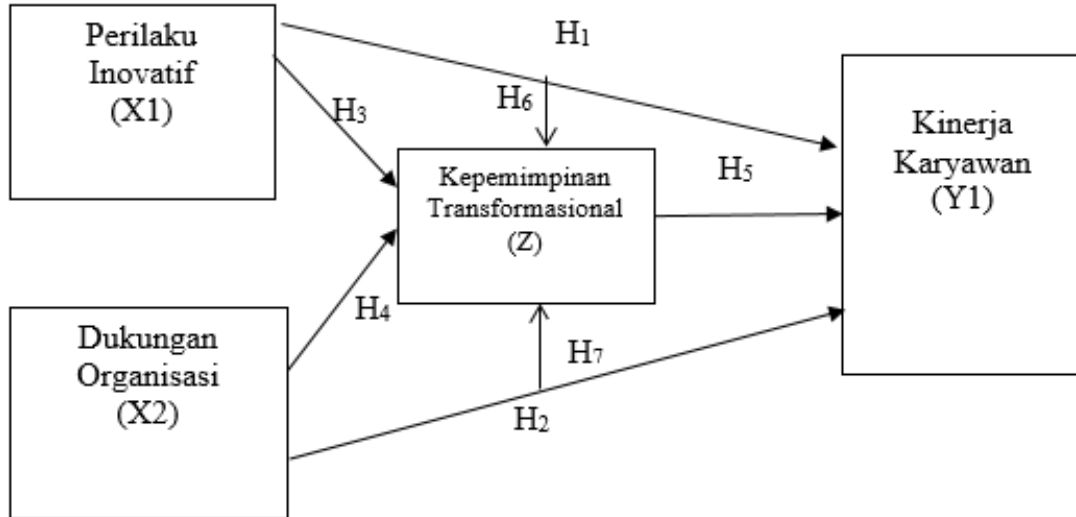 Perilaku
Inovatif
(X1)
H1
H3
H6
Kepemimpinan
Transformasional
(Z)
H5
Kinerja
Karyawan
(Y1)
Dukungan
Organisasi
(X2)
H4
H7
H2